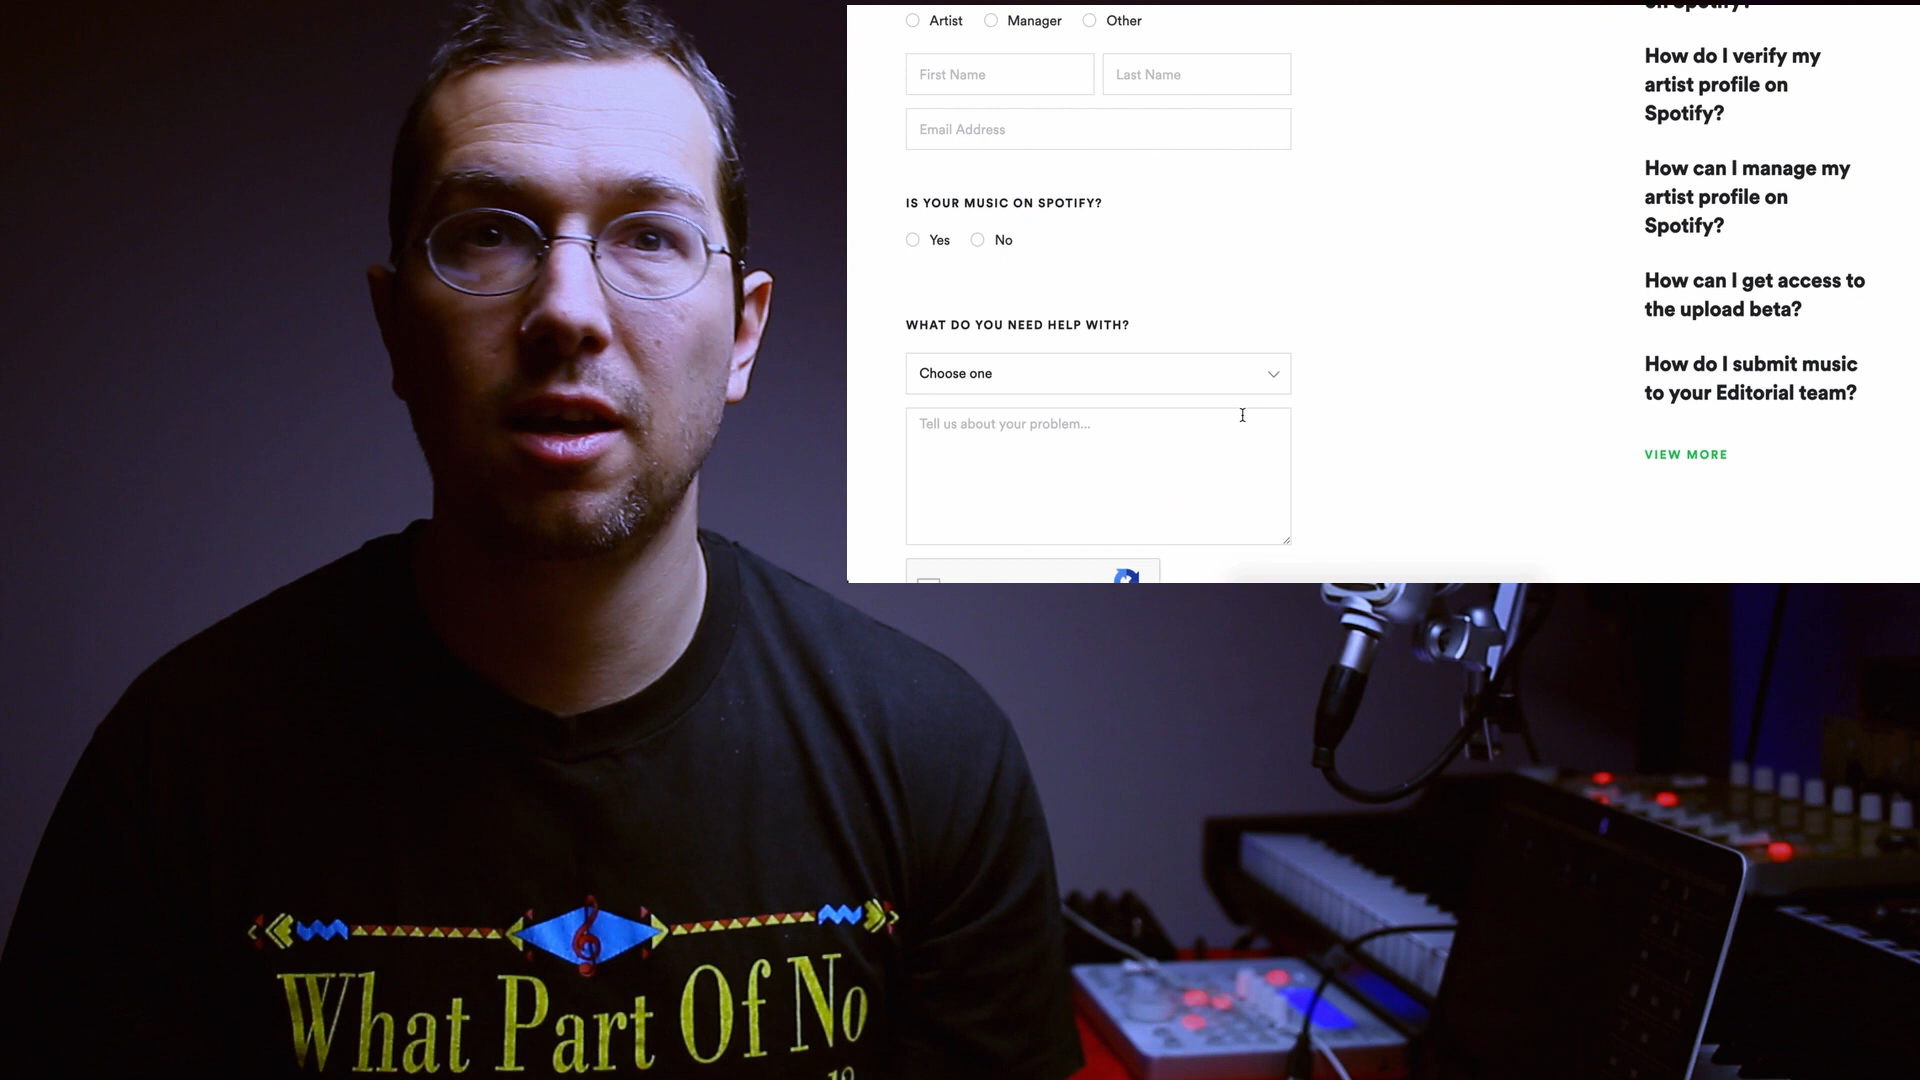 on Spotify?
Artist Manager Other
First Name Last Name
Email Address
IS YOUR MUSIC ON SPOTIFY?
Yes No
WHAT DO YOU NEED HELP WITH?
Choose one
Tell us about your problem...
How do I verify my
artist profile on
Spotify?
How can I manage my
artist profile on
Spotify?
How can I get access to
the upload beta?
How do I submit music
to your Editorial team?
VIEW MORE
What Part Of No